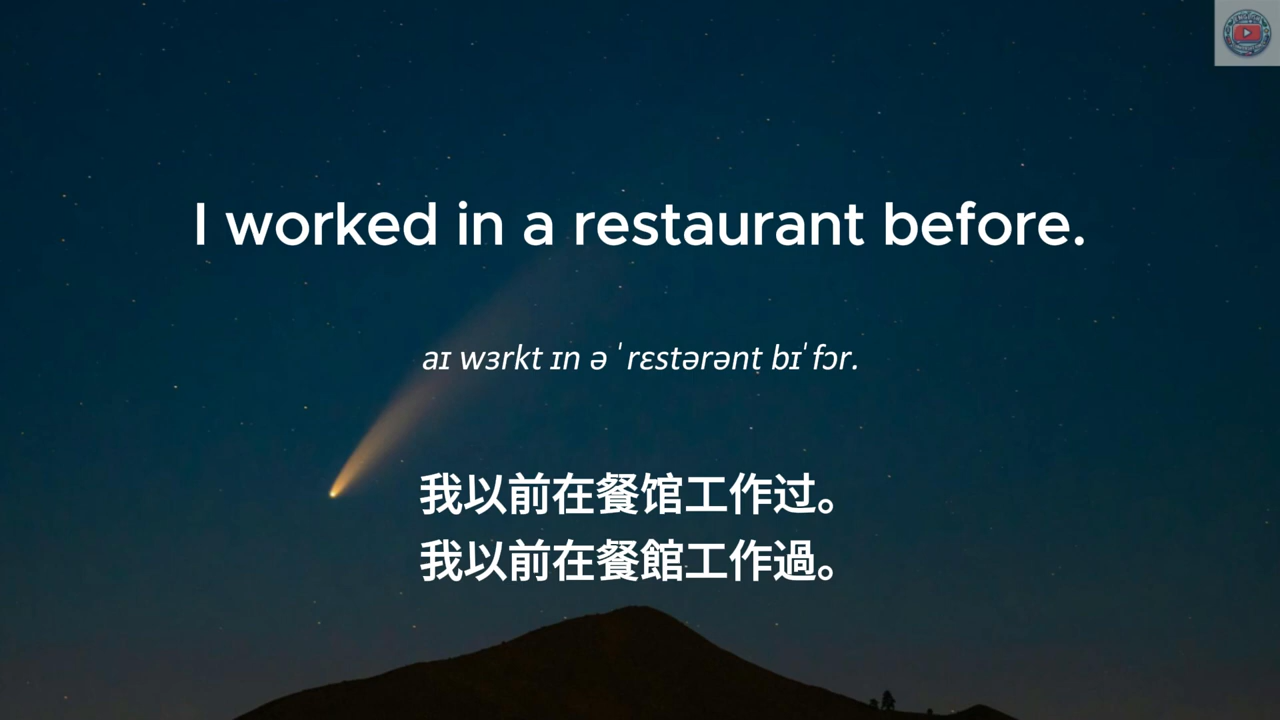 I worked in a restaurant before.
aɪ wɜrkt ɪn ə ˈrɛstərənt bɪˈfɔr.
我以前在餐馆工作过。
我以前在餐館工作過。